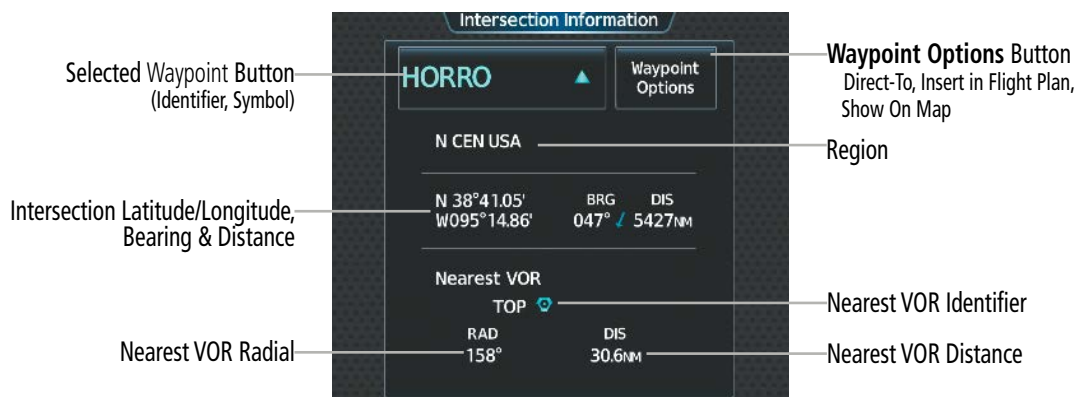 Intersection Information
Selected Waypoint Button
(Identifier, Symbol)
HORRO
Waypoint
Options
Waypoint Options Button
Direct-To, Insert in Flight Plan,
Show On Map
N CEN USA
Region
Intersection Latitude/Longitude,
Bearing & Distance
N 38°41.05'
W095°14.86'
BRG DIS
047° 5427NM
Nearest VOR
TOP
Nearest VOR Identifier
RAD DIS
158° 30.6NM
Nearest VOR Radial
Nearest VOR Distance